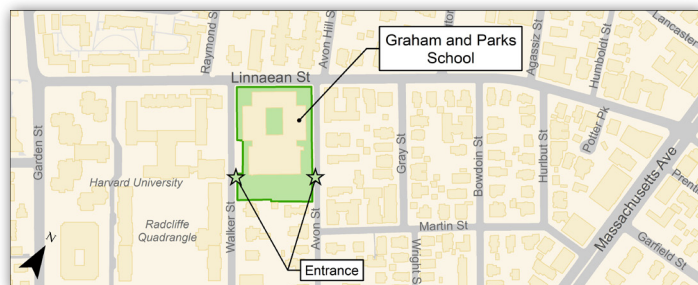 Lancaster
Raymond St
Avon Hill St
Agassiz St
Humboldt St
Graham and Parks
School
Linnaean St
Garden St
Potter Pk
Gray St
Bowdoin St
Hurlbut St
Massachusetts Ave
Harvard University
Prent
Radcliffe
Quadrangle
Walker St
Avon St
Martin St
Wright S
Garfield St
N
Entrance